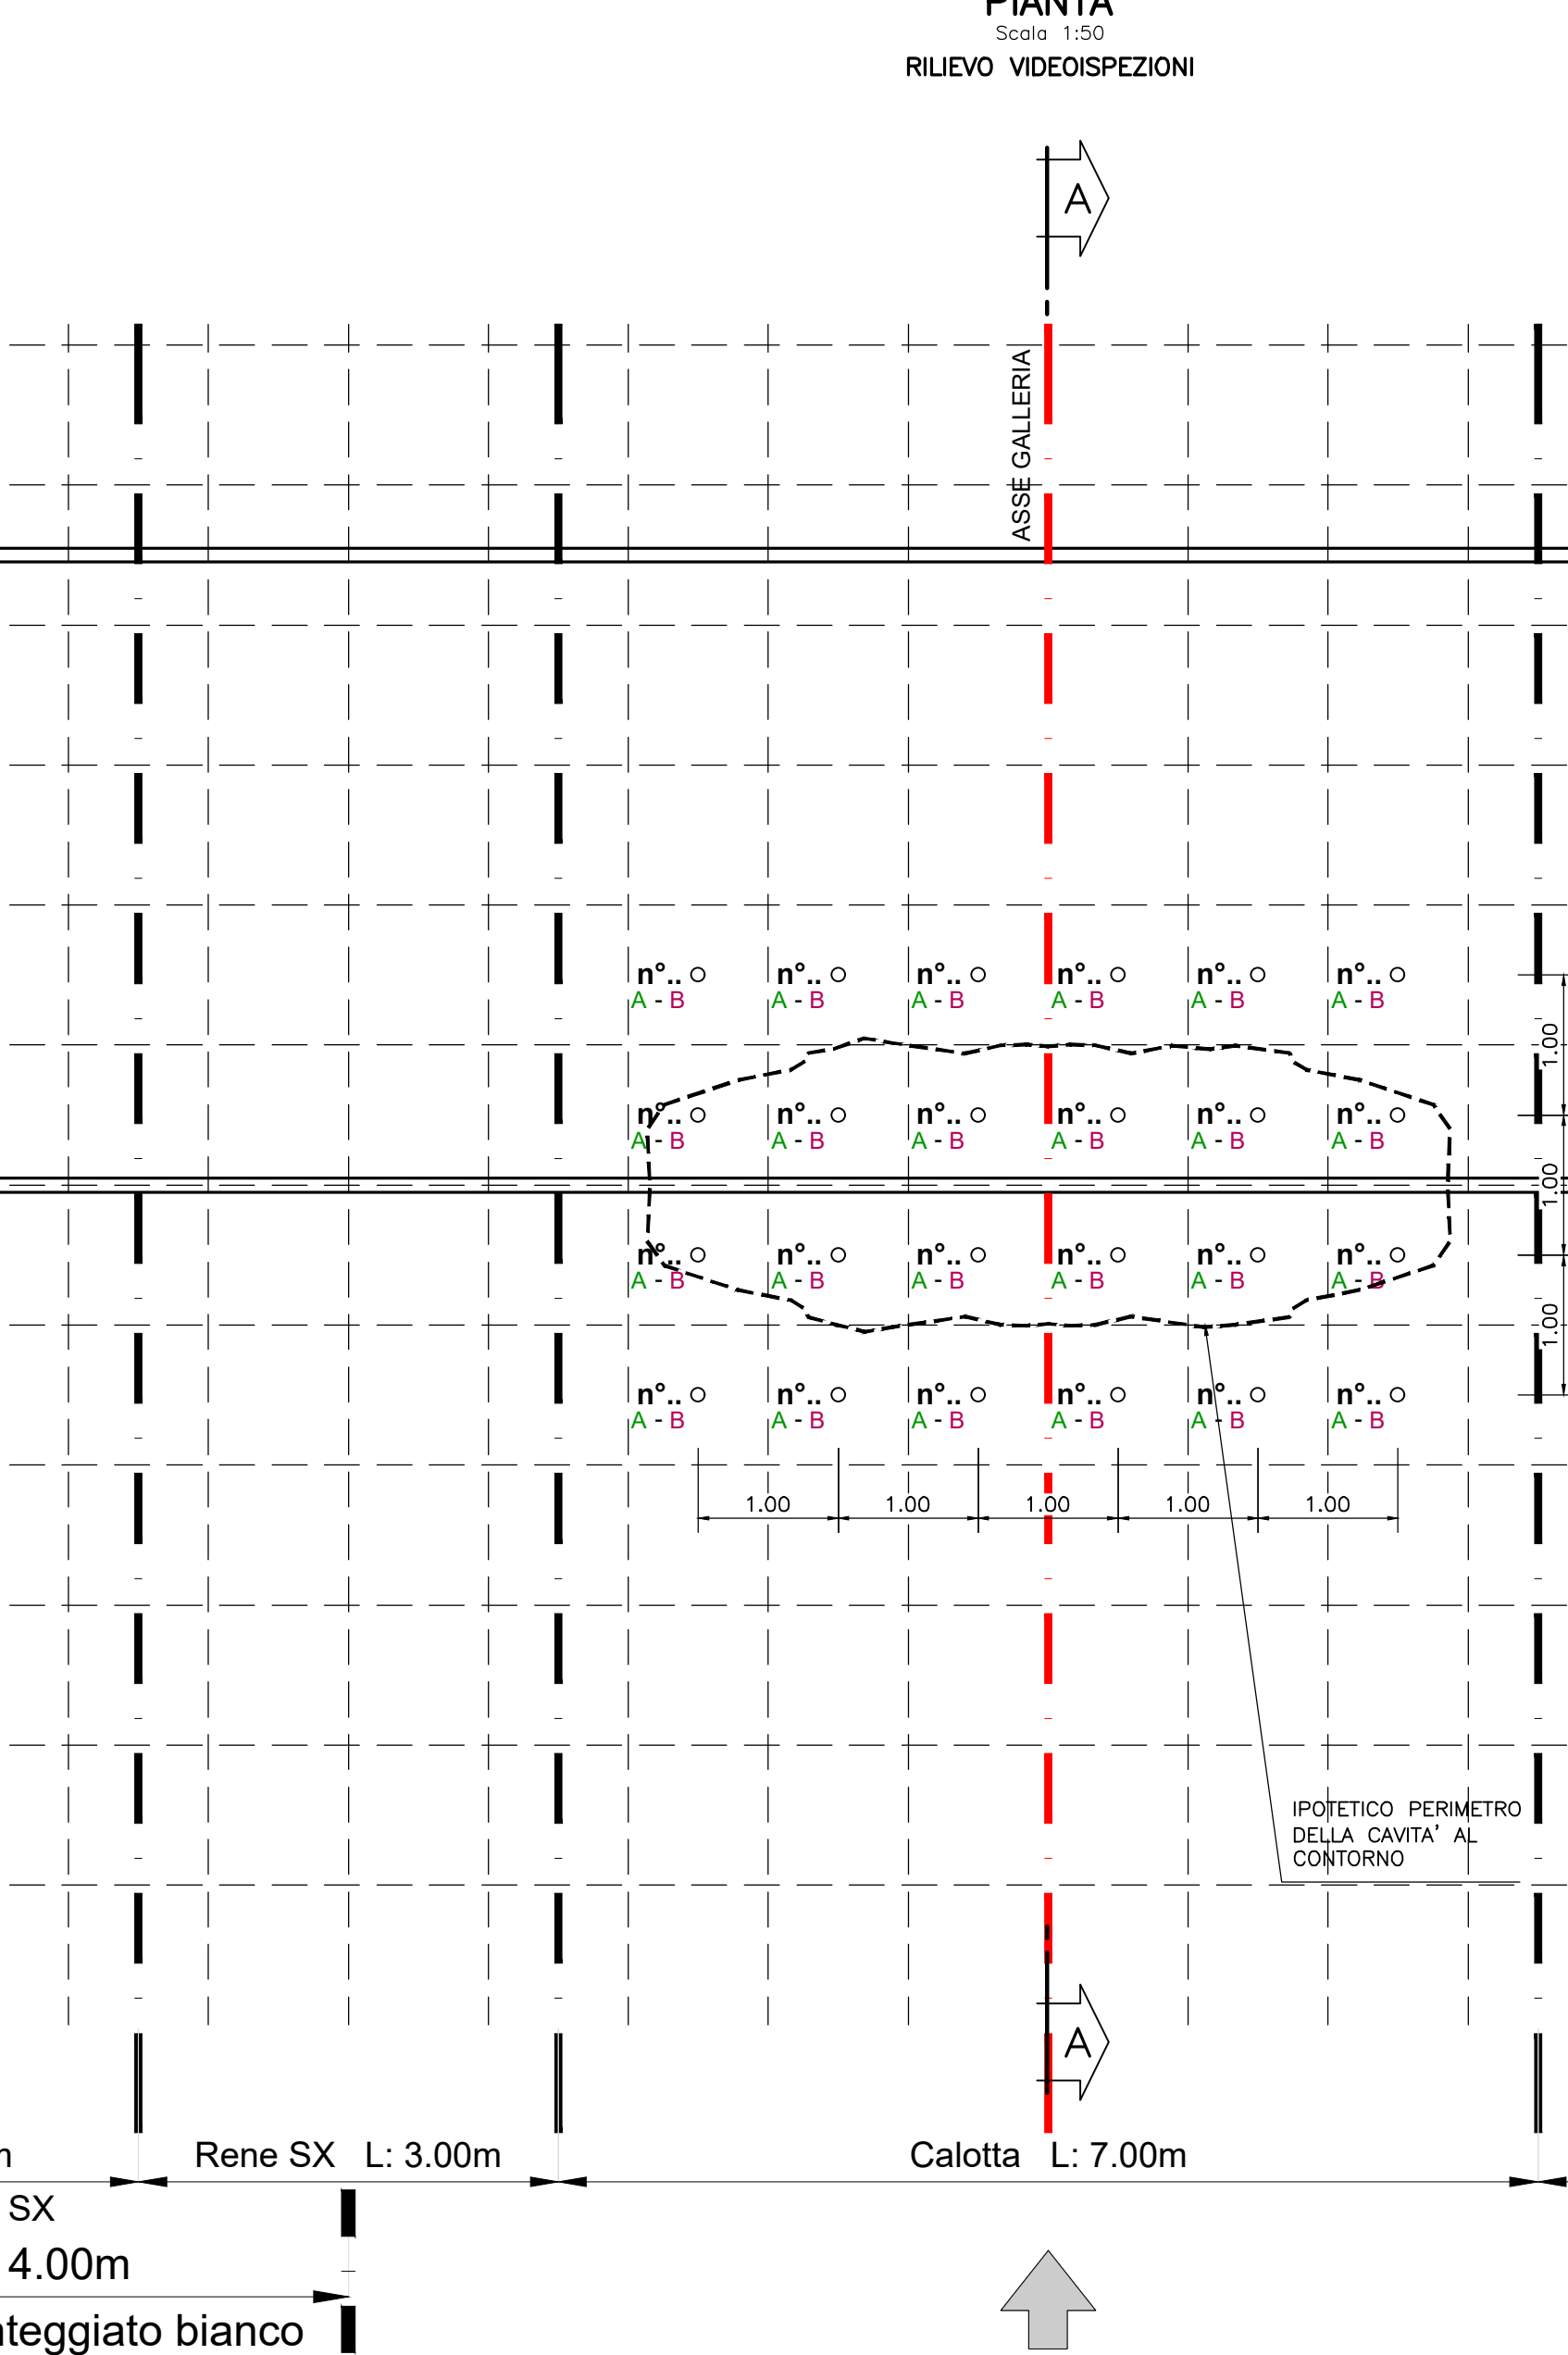 PIANTA
Scala 1:50
RILIEVO VIDEOISPEZIONI
A
ASSE GALLERIA
n°.. n°.. n°.. n°.. n°.. n°..
A - B A - B A - B A - B A - B A - B
1.00
n°.. n°.. n°.. n°.. n°.. n°..
A - B A - B A - B A - B A - B A - B
1.00
n°.. n°.. n°.. n°.. n°.. n°..
A - B A - B A - B A - B A - B A - B
1.00
n°.. n°.. n°.. n°.. n°.. n°..
A - B A - B A - B A - B A - B A - B
1.00 1.00 1.00 1.00 1.00
IPOTETICO PERIMETRO
DELLA CAVITA' AL
CONTORNO
A
Rene SX L: 3.00m
Calotta L: 7.00m
SX
4.00m
bianco